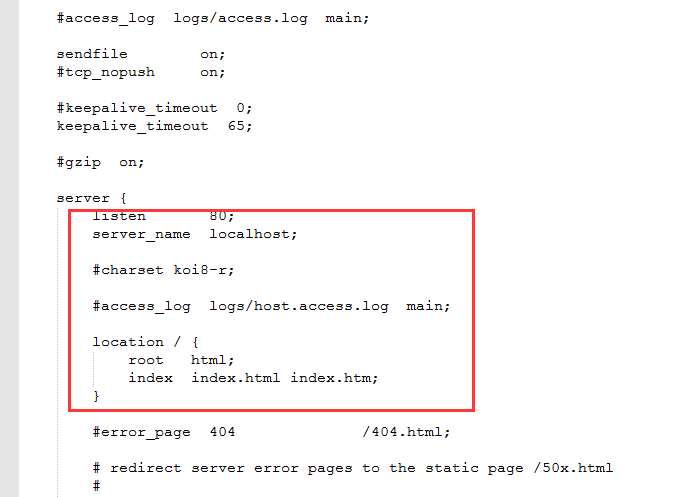 #access_log  logs/access.log  main;
sendfile        on;
#tcp_nopush     on;
#keepalive_timeout  0;
keepalive_timeout  65;
#gzip  on;
server {
listen       80;
server_name  localhost;
#charset koi8-r;
#access_log  logs/host.access.log  main;
location / {
root   html;
index  index.html index.htm;
}
#error_page  404              /404.html;
# redirect server error pages to the static page /50x.html
#